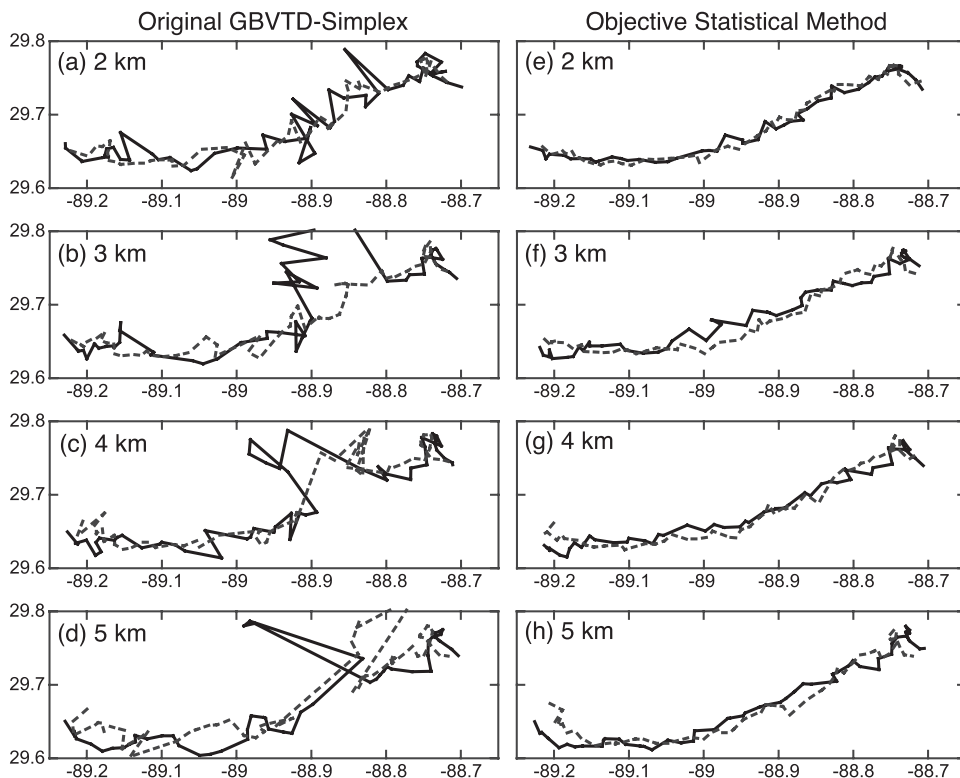 Original GBVTD-Simplex
Objective Statistical Method
29.8
(a) 2 km
(e) 2 km
29.7
29.6
-89.2 -89.1 -89 -88.9 -88.8 -88.7
-89.2 -89.1 -89 -88.9 -88.8 -88.7
29.8
(b) 3 km
(f) 3 km
29.7
29.6
-89.2 -89.1 -89 -88.9 -88.8 -88.7
-89.2 -89.1 -89 -88.9 -88.8 -88.7
29.8
(c) 4 km
(g) 4 km
29.7
29.6
-89.2 -89.1 -89 -88.9 -88.8 -88.7
-89.2 -89.1 -89 -88.9 -88.8 -88.7
29.8
(d) 5 km
(h) 5 km
29.7
29.6
-89.2 -89.1 -89 -88.9 -88.8 -88.7
-89.2 -89.1 -89 -88.9 -88.8 -88.7